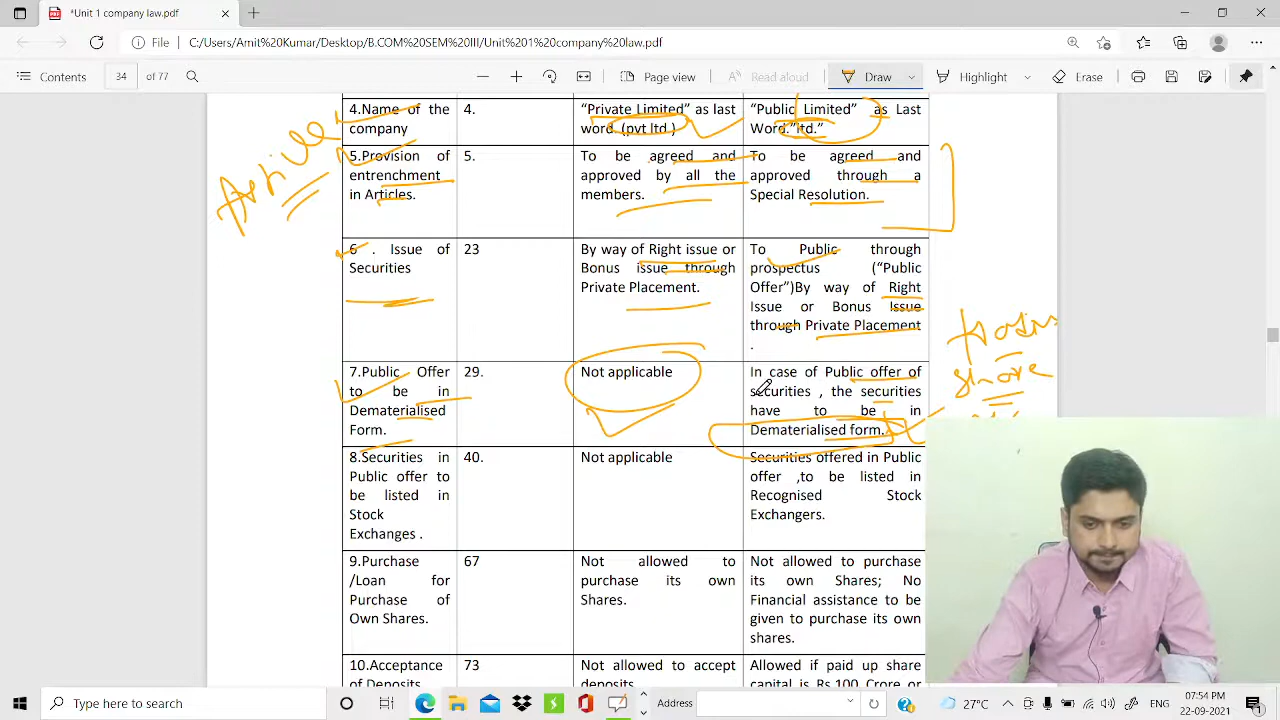 *Unit 1 company law.pdf
File
C:/Users/Amit%20Kumar/Desktop/B.COM%20SEM%20III/Unit%201%20company%20law.pdf
Contents
34
of 77
Page view
Read aloud
Draw
Highlight
Erase
4.Name of the
company
4.
“Private Limited” as last
word. (pvt ltd.)
“Public Limited” as Last
Word.”ltd.”
5.Provision of
entrenchment
in Articles.
5.
To be agreed and
approved by all the
members.
To be agreed and
approved through a
Special Resolution.
6 . Issue of
Securities
23
By way of Right issue or
Bonus issue through
Private Placement.
To Public through
prospectus (“Public
Offer”)By way of Right
Issue or Bonus Issue
through Private Placement
.
7.Public Offer
to be in
Dematerialised
Form.
29.
Not applicable
In case of Public offer of
securities , the securities
have to be in
Dematerialised form.
share
8.Securities in
Public offer to
be listed in
Stock
Exchanges .
40.
Not applicable
Securities offered in Public
offer ,to be listed in
Recognised Stock
Exchangers.
9.Purchase
/Loan for
Purchase of
Own Shares.
67
Not allowed to
purchase its own
Shares.
Not allowed to purchase
its own Shares; No
Financial assistance to be
given to purchase its own
shares.
10.Acceptance
of Deposits
73
Not allowed to accept
deposits
Allowed if paid up share
capital is Rs.100 Crore or
Type here to search
Address
27°C
ENG
07:54 PM
22-09-2021